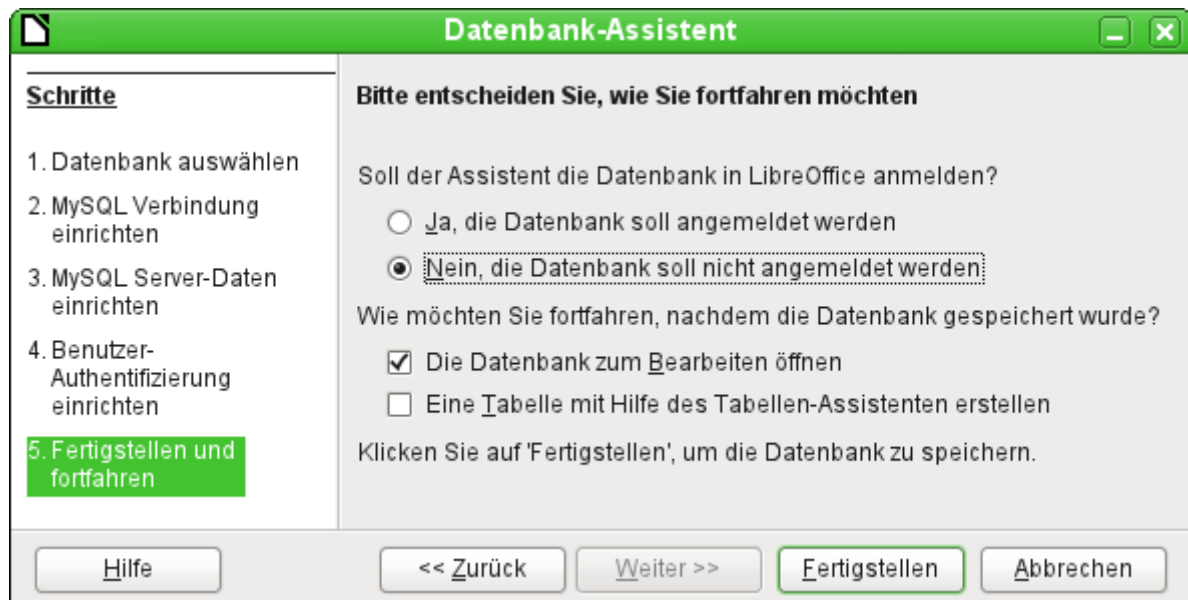 Datenbank-Assistent
Schritte
1. Datenbank auswählen
2. MySQL Verbindung
einrichten
3. MySQL Server-Daten
einrichten
4. Benutzer-
Authentifizierung
einrichten
5. Fertigstellen und
fortfahren
Bitte entscheiden Sie, wie Sie fortfahren möchten
Soll der Assistent die Datenbank in LibreOffice anmelden?
Ja, die Datenbank soll angemeldet werden
Nein, die Datenbank soll nicht angemeldet werden
Wie möchten Sie fortfahren, nachdem die Datenbank gespeichert wurde?
Die Datenbank zum Bearbeiten öffnen
Eine Tabelle mit Hilfe des Tabellen-Assistenten erstellen
Klicken Sie auf 'Fertigstellen', um die Datenbank zu speichern.
Hilfe
<< Zurück
Weiter >>
Fertigstellen
Abbrechen